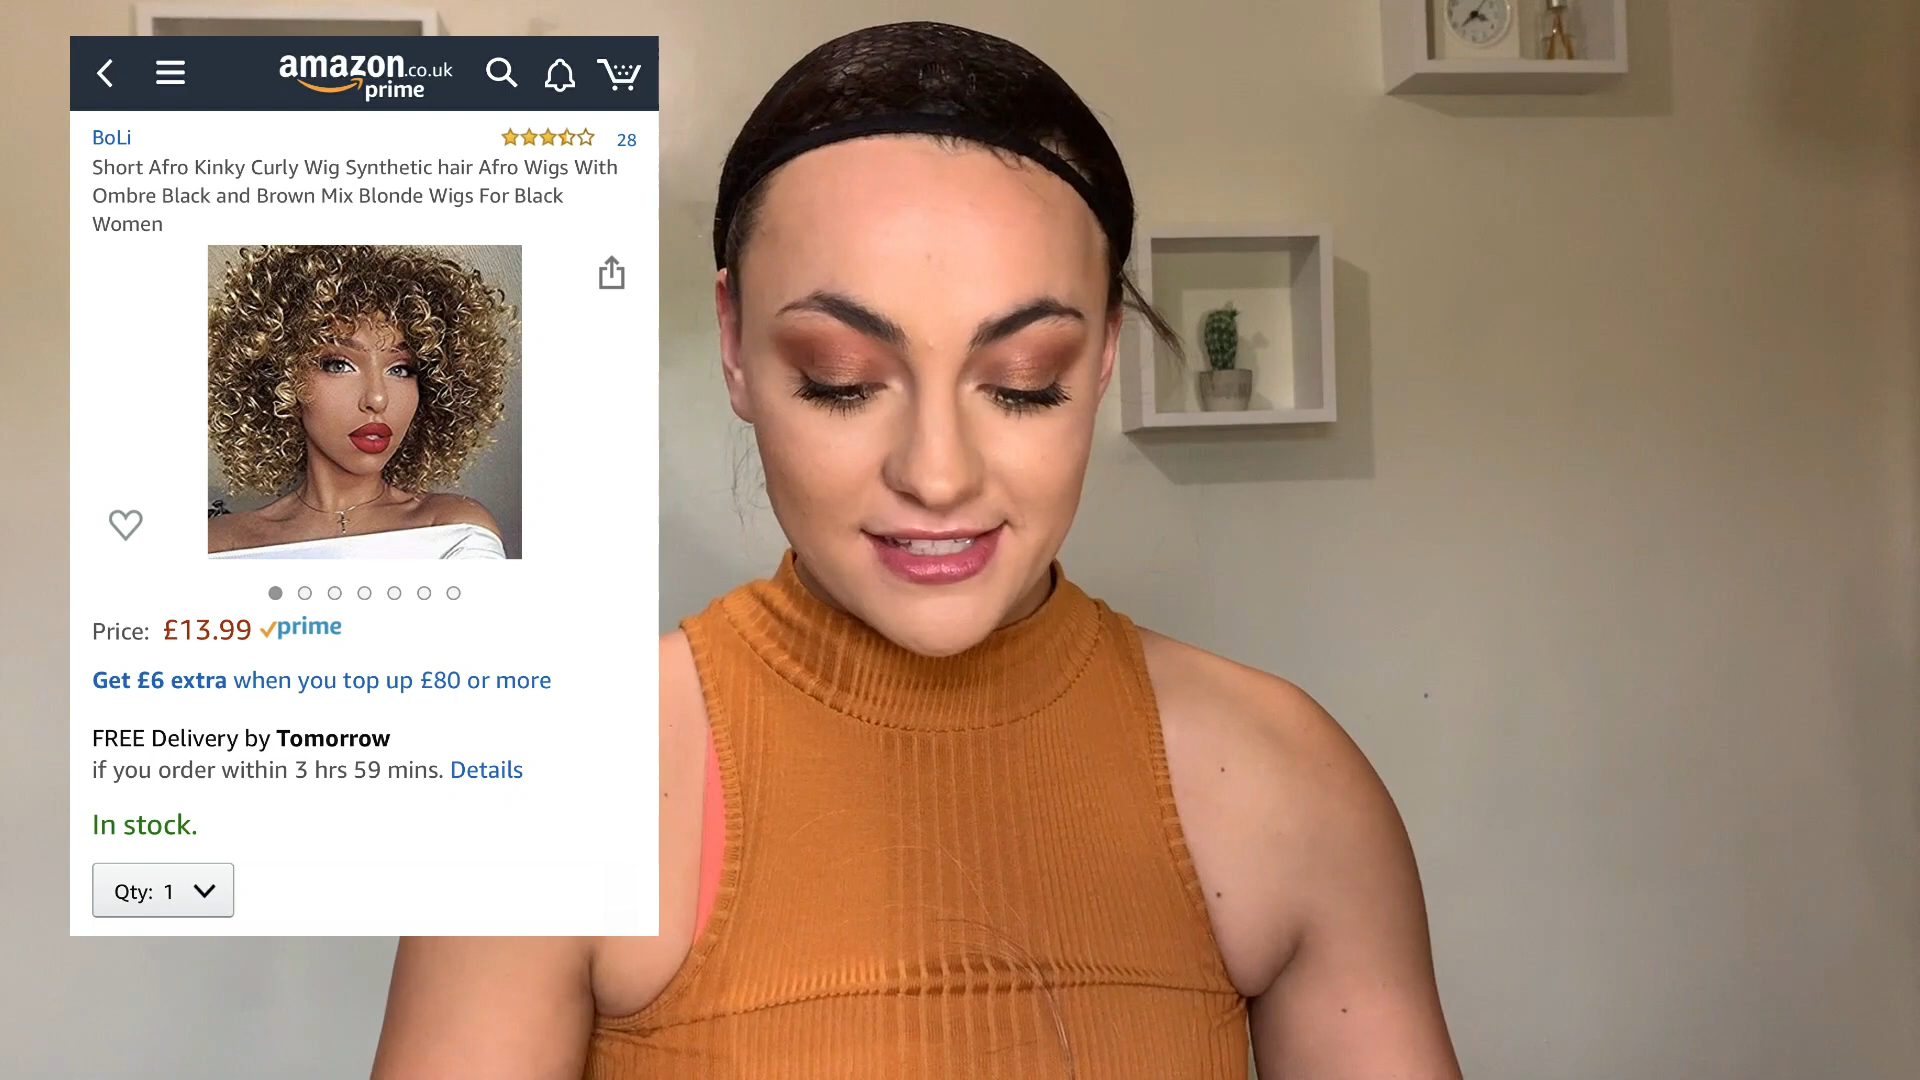 amazon.co.uk
prime
BoLi
28
Short Afro Kinky Curly Wig Synthetic hair Afro Wigs With
Ombre Black and Brown Mix Blonde Wigs For Black
Women
Price: £13.99 prime
Get £6 extra when you top up £80 or more
FREE Delivery by Tomorrow
if you order within 3 hrs 59 mins. Details
In stock.
Qty: 1